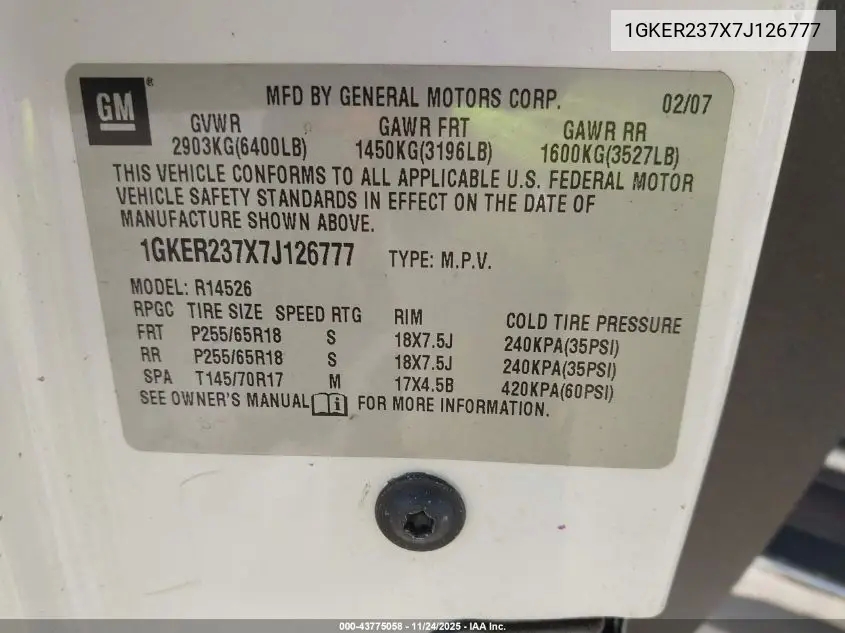 1GKER237X7J126777
GM®
MFD BY GENERAL MOTORS CORP. 02/07
GVWR GAWR FRT GAWR RR
2903KG(6400LB) 1450KG(3196LB) 1600KG(3527LB)
THIS VEHICLE CONFORMS TO ALL APPLICABLE U.S. FEDERAL MOTOR
VEHICLE SAFETY STANDARDS IN EFFECT ON THE DATE OF
MANUFACTURE SHOWN ABOVE.
1GKER237X7J126777 TYPE: M.P.V.
MODEL: R14526
RPGC TIRE SIZE SPEED RTG RIM COLD TIRE PRESSURE
FRT P255/65R18 S 18X7.5J 240KPA(35PSI)
RR P255/65R18 S 18X7.5J 240KPA(35PSI)
SPA T145/70R17 M 17X4.5B 420KPA(60PSI)
SEE OWNER'S MANUAL i FOR MORE INFORMATION.
000-43775058 - 11/24/2025 - IAA Inc.